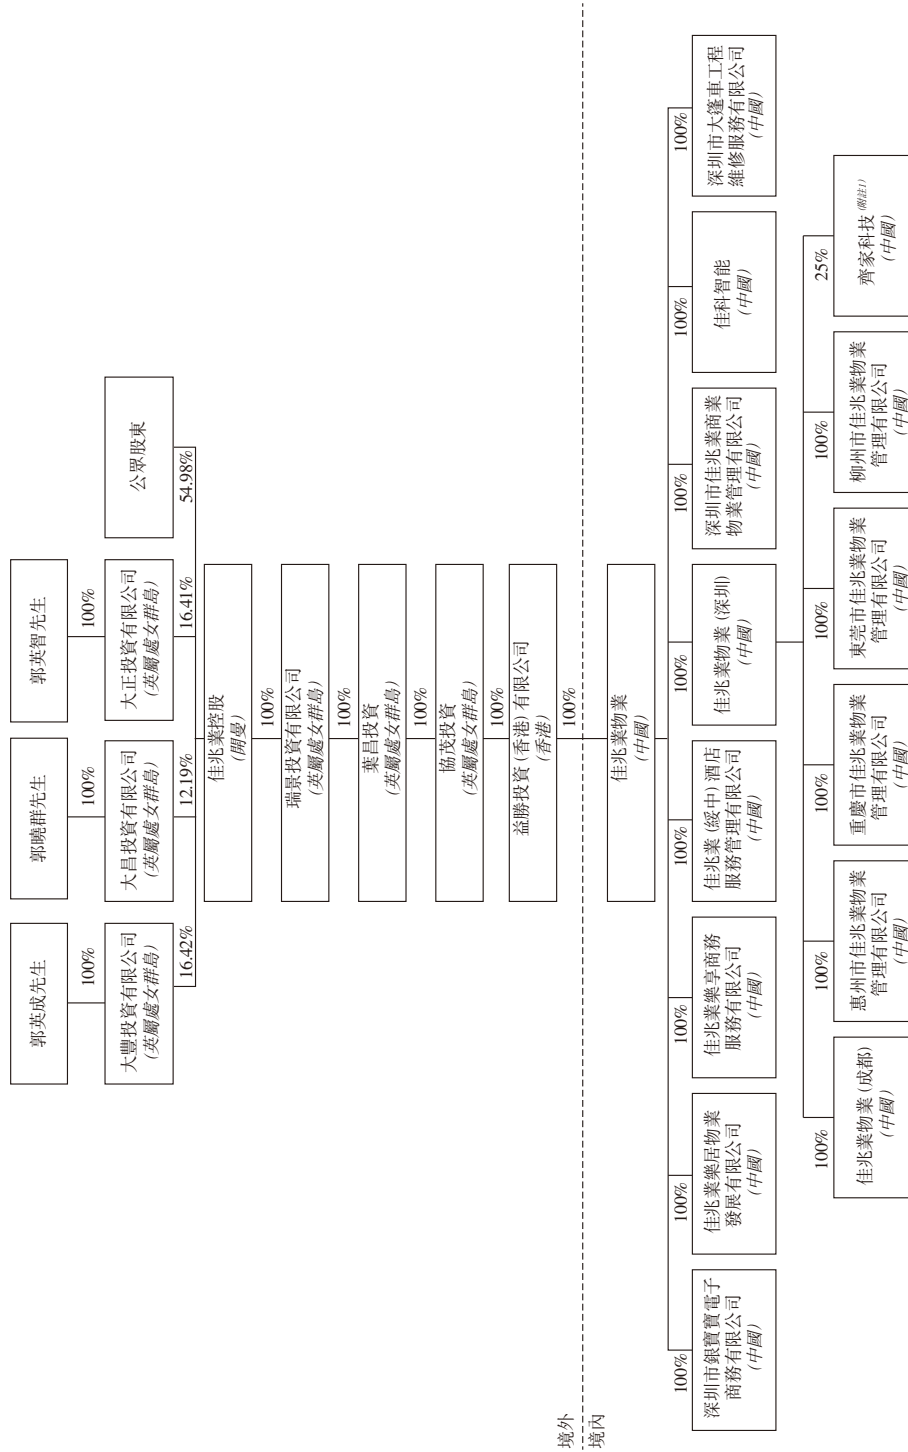 郭英成先生
郭曉群先生
郭英智先生
100%
100%
100%
大豐投資有限公司
(英屬處女群島)
大昌投資有限公司
(英屬處女群島)
大正投資有限公司
(英屬處女群島)
公眾股東
16.42%
12.19%
16.41%
54.98%
佳兆業控股
(開曼)
100%
瑞景投資有限公司
(英屬處女群島)
100%
葉昌投資
(英屬處女群島)
100%
協茂投資
(英屬處女群島)
100%
益勝投資 (香港) 有限公司
(香港)
100%
境外
境內
佳兆業物業
(中國)
100%
100%
100%
100%
100%
100%
100%
100%
深圳市銀寶寶電子
商務有限公司
(中國)
佳兆業樂居物業
發展有限公司
(中國)
佳兆業樂享商務
服務有限公司
(中國)
佳兆業 (綏中) 酒店
服務管理有限公司
(中國)
佳兆業物業 (深圳)
(中國)
深圳市佳兆業商業
物業管理有限公司
(中國)
佳科智能
(中國)
深圳市大篷車工程
維修服務有限公司
(中國)
100%
100%
100%
100%
100%
25%
佳兆業物業 (成都)
(中國)
惠州市佳兆業物業
管理有限公司
(中國)
重慶市佳兆業物業
管理有限公司
(中國)
東莞市佳兆業物業
管理有限公司
(中國)
柳州市佳兆業物業
管理有限公司
(中國)
齊家科技 (附註1)
(中國)